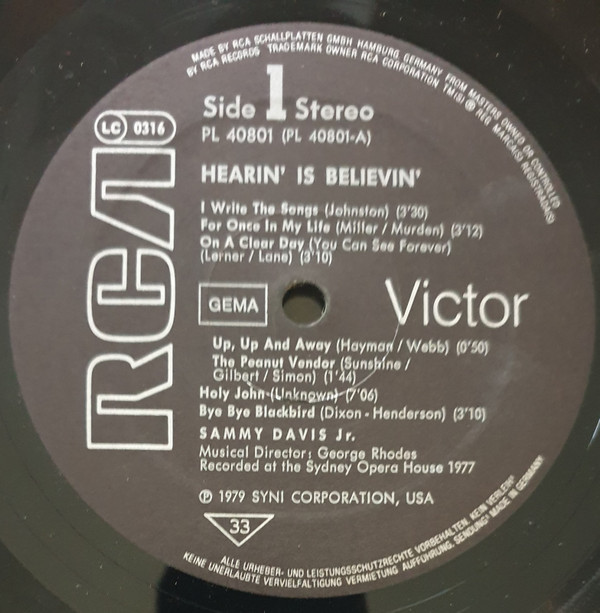 MADE BY RCA SCHALLPLATTEN GMBH HAMBURG, GERMANY FROM MASTERS OWNED OR CONTROLLED
BY RCA RECORDS TRADEMARK OWNER RCA CORPORATION TM(S) ® REG MARCA(S) REGISTRADA(S)
Side 1 Stereo
PL 40801 (PL 40801-A)
LC 0316
RCA
HEARIN' IS BELIEVIN'
I Write The Songs (Johnston) (3'30)
For Once In My Life (Miller / Murden) (3'12)
On A Clear Day (You Can See Forever)
(Lerner / Lane) (3'10)
GEMA
Victor
Up, Up And Away (Hayman / Webb) (0'50)
The Peanut Vendor (Sunshine /
Gilbert / Simon) (1'44)
Holy John (Unknown) (7'06)
Bye Bye Blackbird (Dixon - Henderson) (3'10)
SAMMY DAVIS Jr.
Musical Director: George Rhodes
Recorded at the Sydney Opera House 1977
℗ 1979 SYNI CORPORATION, USA
33
ALLE URHEBER- UND LEISTUNGSSCHUTZRECHTE VORBEHALTEN. KEIN VERLEIH!
KEINE UNERLAUBTE VERVIELFALTIGUNG VERMIETUNG AUFFÜHRUNG, SENDUNG! MADE IN GERMANY